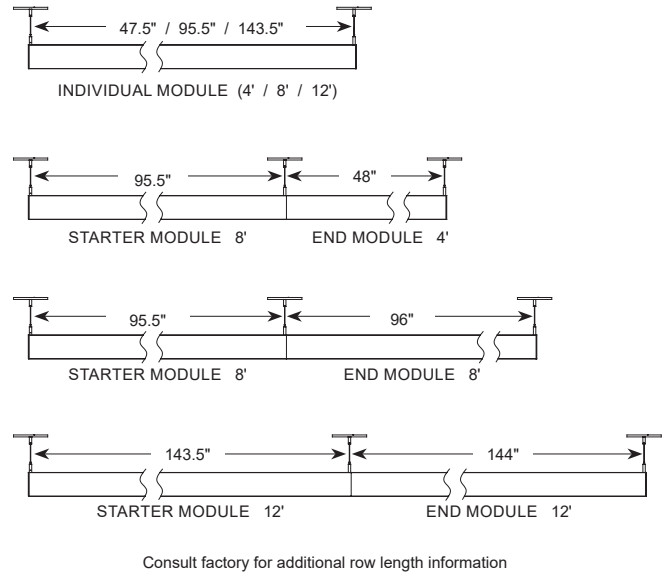 47.5" / 95.5" / 143.5"
INDIVIDUAL MODULE (4' / 8' / 12')
95.5" 48"
STARTER MODULE 8' END MODULE 4'
95.5" 96"
STARTER MODULE 8' END MODULE 8'
143.5" 144"
STARTER MODULE 12' END MODULE 12'
Consult factory for additional row length information